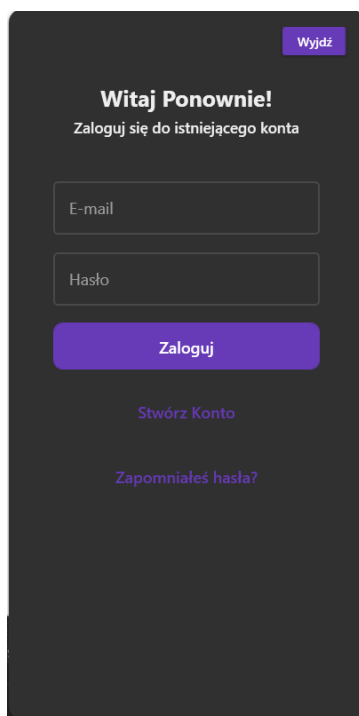 Wyjdź
Witaj Ponownie!
Zaloguj się do istniejącego konta
E-mail
Hasło
Zaloguj
Stwórz Konto
Zapomniałeś hasła?